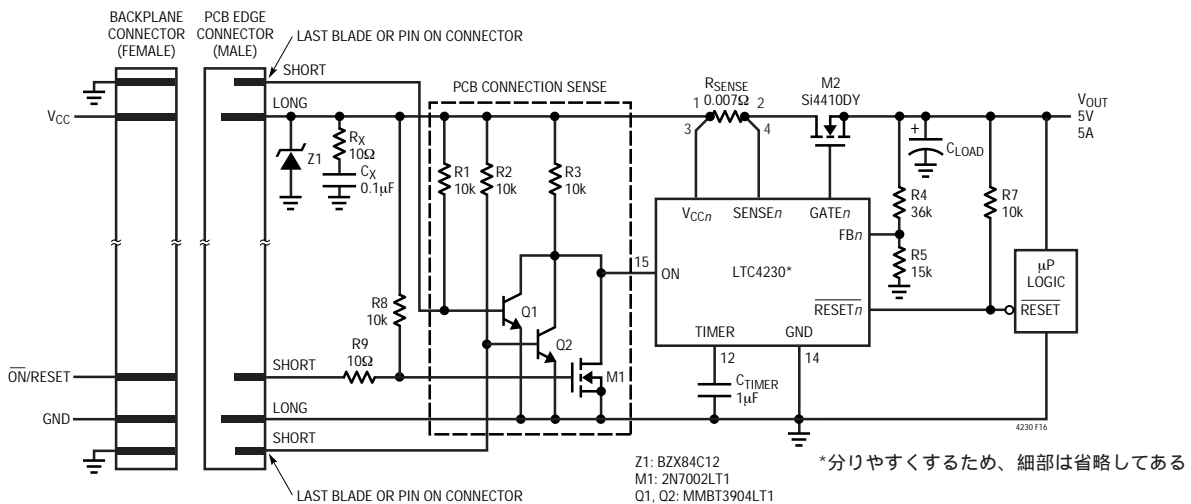 BACKPLANE
CONNECTOR
(FEMALE)
PCB EDGE
CONNECTOR
(MALE)
LAST BLADE OR PIN ON CONNECTOR
SHORT
LONG
VCC
Z1
RX
10Ω
CX
0.1µF
PCB CONNECTION SENSE
R1
10k
R2
10k
R3
10k
RSENSE
0.007Ω
1
2
3
4
M2
Si4410DY
VOUT
5V
5A
+
CLOAD
R4
36k
R7
10k
VCCn
SENSEn
GATEn
FBn
R5
15k
15
ON
LTC4230*
µP
LOGIC
RESET
RESETn
Q1
Q2
M1
R8
10k
R9
10Ω
TIMER
GND
12
14
CTIMER
1µF
ON/RESET
SHORT
GND
LONG
SHORT
LAST BLADE OR PIN ON CONNECTOR
4230 F16
Z1: BZX84C12
M1: 2N7002LT1
Q1, Q2: MMBT3904LT1
*分りやすくするため、細部は省略してある